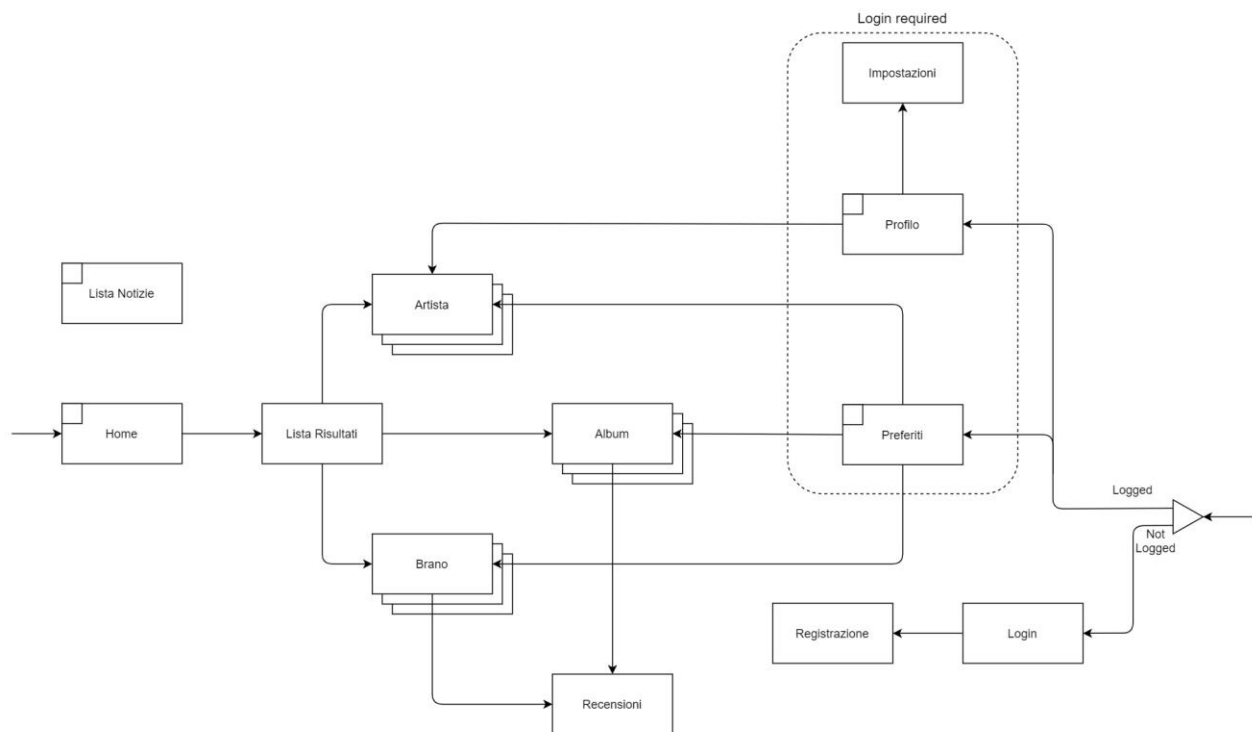 Login required
Impostazioni
Profilo
Lista Notizie
Artista
Home
Lista Risultati
Album
Preferiti
Logged
Not
Logged
Brano
Registrazione
Login
Recensioni